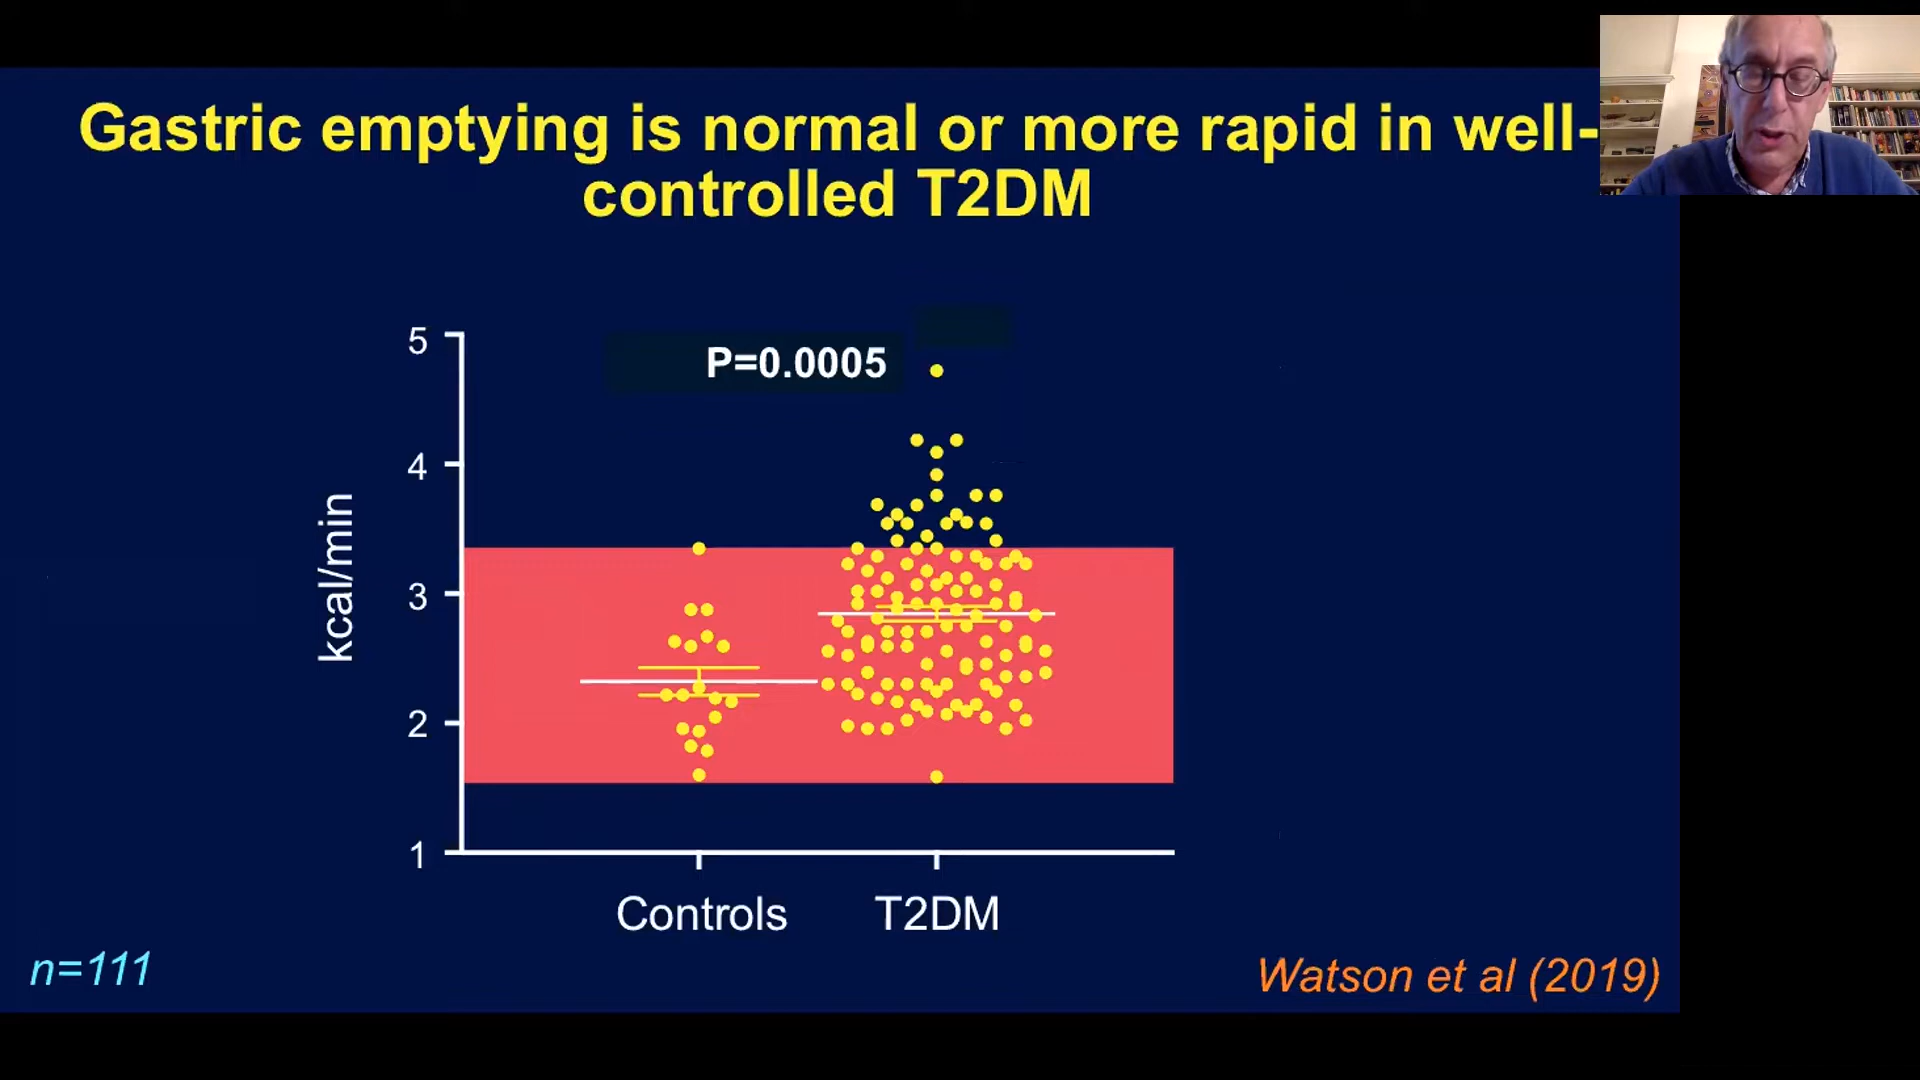 Gastric emptying is normal or more rapid in well-
controlled T2DM
5
P=0.0005
4
kcal/min
3
2
1
Controls T2DM
n=111
Watson et al (2019)